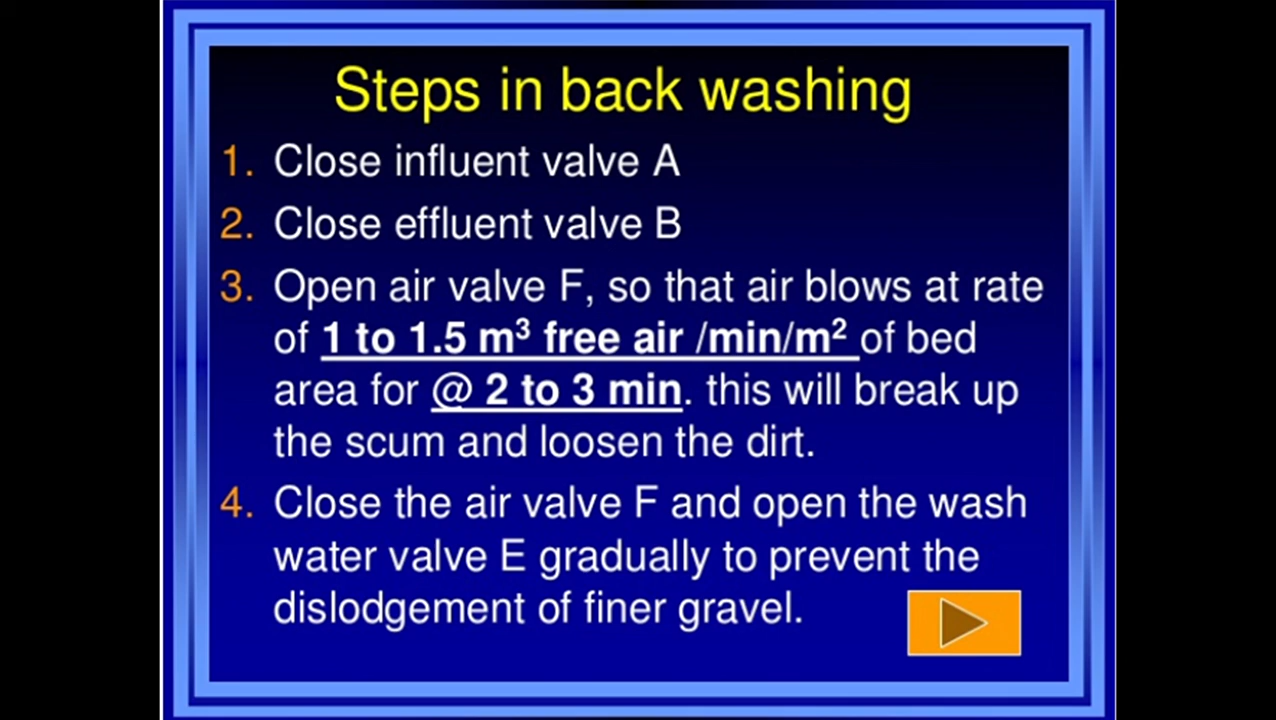 Steps in back washing
1. Close influent valve A
2. Close effluent valve B
3. Open air valve F, so that air blows at rate
of 1 to 1.5 m³ free air /min/m² of bed
area for @ 2 to 3 min. this will break up
the scum and loosen the dirt.
4. Close the air valve F and open the wash
water valve E gradually to prevent the
dislodgement of finer gravel.